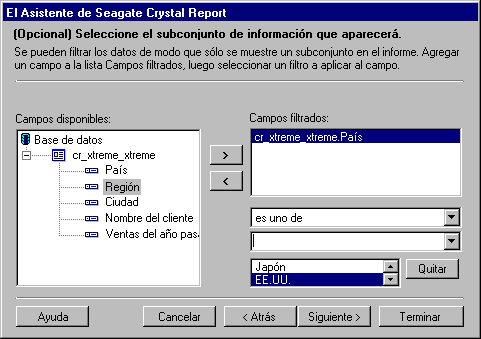 El Asistente de Seagate Crystal Report
(Opcional) Seleccione el subconjunto de información que aparecerá.
Se pueden filtrar los datos de modo que sólo se muestre un subconjunto en el informe. Agregar
un campo a la lista Campos filtrados, luego seleccionar un filtro a aplicar al campo.
Campos disponibles:
Base de datos
cr_xtreme_xtreme
País
Región
Ciudad
Nombre del cliente
Ventas del año pas
>
<
Campos filtrados:
cr_xtreme_xtreme.País
es uno de
Japón
EE.UU.
Quitar
Ayuda
Cancelar
< Atrás
Siguiente >
Terminar